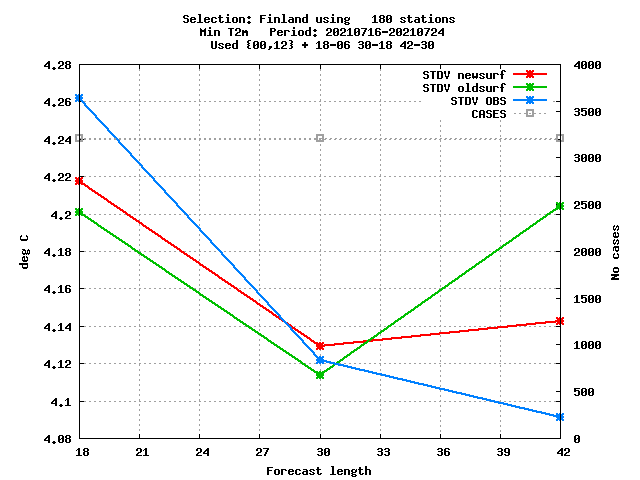 Selection: Finland using   180 stations
Min T2m   Period: 20210716-20210724
Used {00,12} + 18-06 30-18 42-30
STDV newsurf
STDV oldsurf
STDV OBS
CASES
4.28
4.26
4.24
4.22
4.2
4.18
4.16
4.14
4.12
4.1
4.08
deg C
4000
3500
3000
2500
2000
1500
1000
500
0
No cases
18 21 24 27 30 33 36 39 42
Forecast length